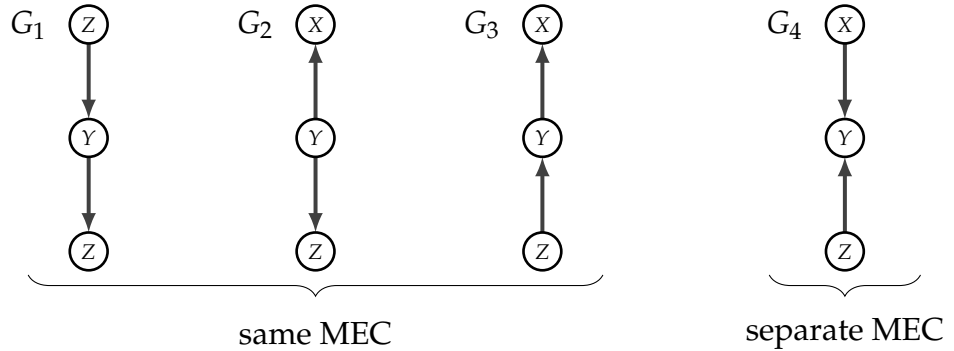 G1 Z G2 X G3 X G4 X
Y Y Y Y
Z Z Z Z
same MEC separate MEC